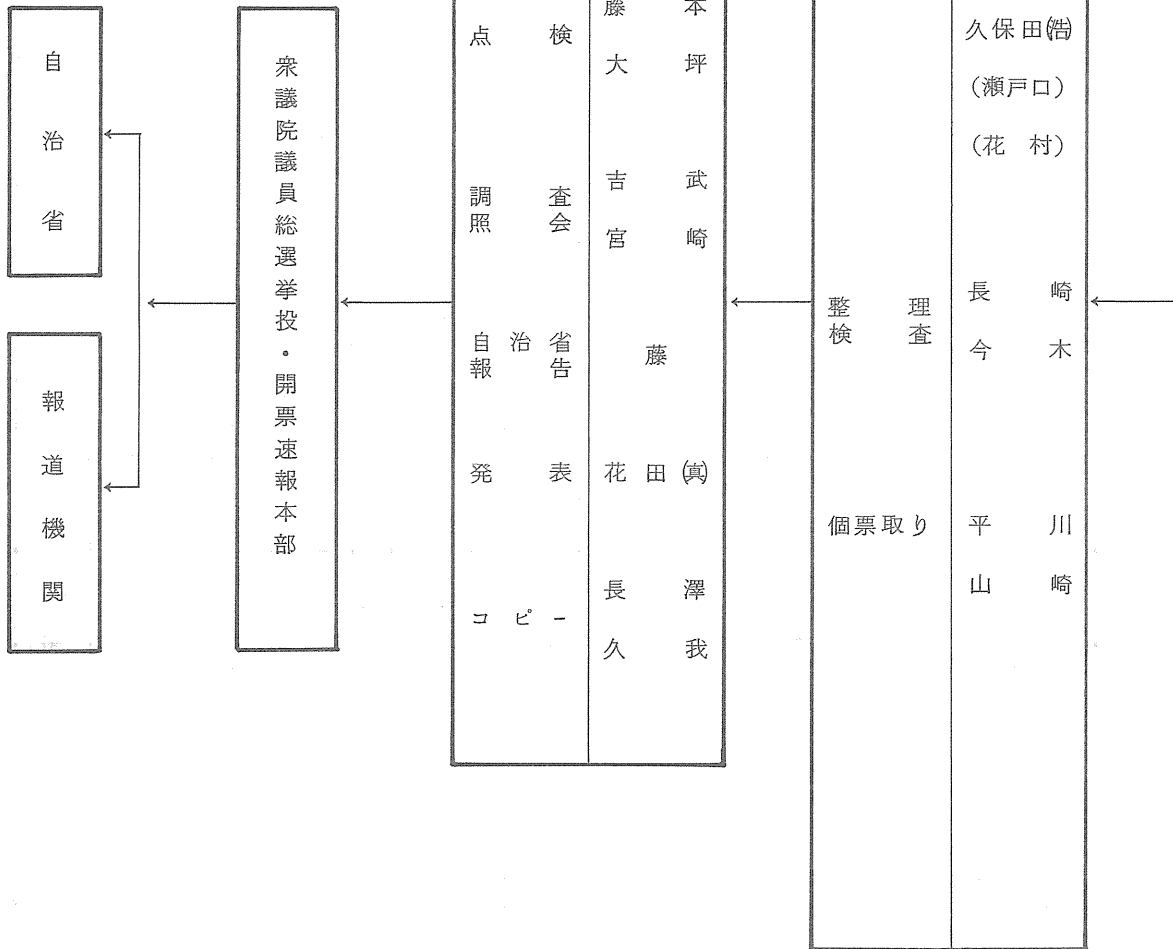 自治省
報道機関
衆議院議員総選挙投・開票速報本部
点検
藤本
大坪
調査
照会
吉武
宮崎
自治省
報告
藤
発表
花田(真)
コピー
長澤
久我
久保田(浩)
(瀬戸口)
(花村)
整理
検査
長崎
今木
個票取り
平川
山崎